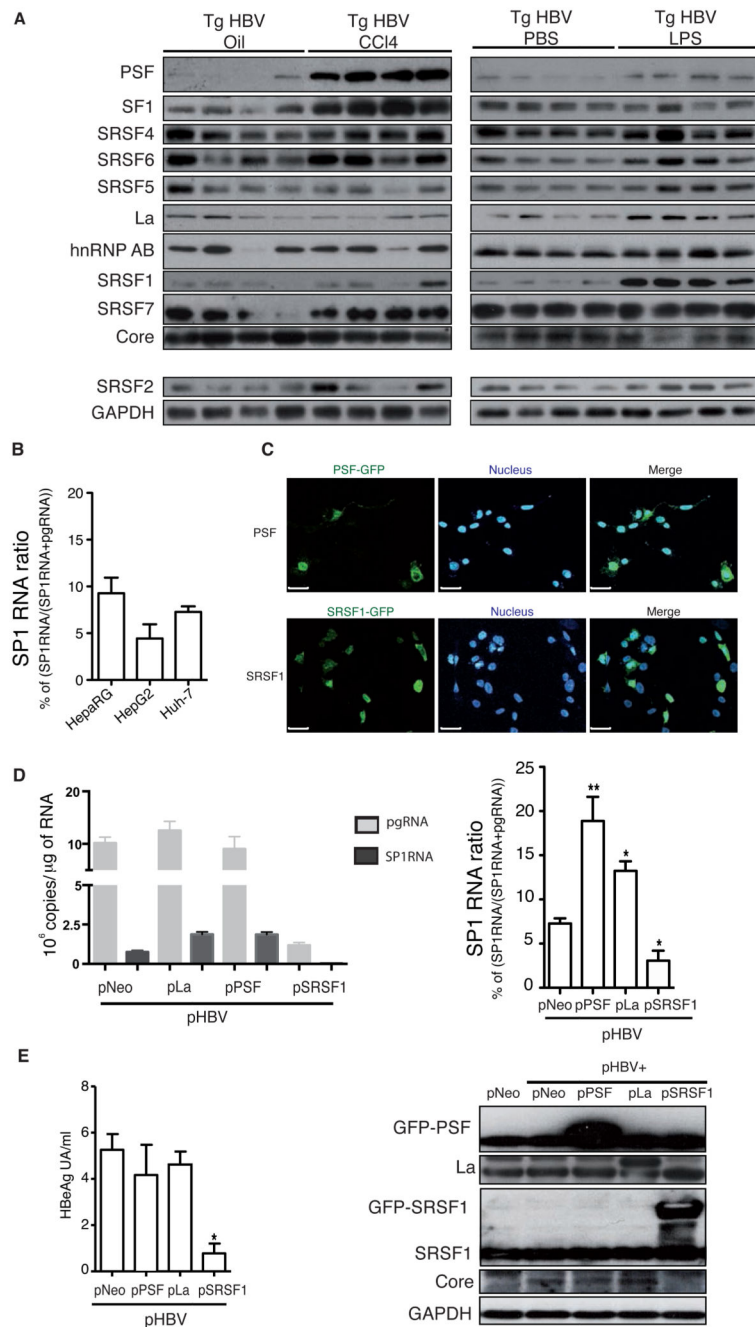 A
Tg HBV Oil
Tg HBV CCl4
Tg HBV PBS
Tg HBV LPS
PSF
SF1
SRSF4
SRSF6
SRSF5
La
hnRNP AB
SRSF1
SRSF7
Core
SRSF2
GAPDH
B
SP1 RNA ratio
% of (SP1RNA/(SP1RNA+pgRNA))
20
15
10
5
0
HepaRG
HepG2
Huh-7
C
PSF-GFP
Nucleus
Merge
PSF
SRSF1-GFP
Nucleus
Merge
SRSF1
D
10⁶ copies/µg of RNA
20
10
5
2.5
0
pNeo
pLa
pPSF
pSRSF1
pHBV
pgRNA
SP1RNA
SP1 RNA ratio
% of (SP1RNA/(SP1RNA+pgRNA))
25
20
15
10
5
0
**
*
*
pNeo
pPSF
pLa
pSRSF1
pHBV
E
HBeAg UA/ml
8
6
4
2
0
*
pNeo
pPSF
pLa
pSRSF1
pHBV
pHBV+
pNeo
pNeo
pPSF
pLa
pSRSF1
GFP-PSF
La
GFP-SRSF1
SRSF1
Core
GAPDH